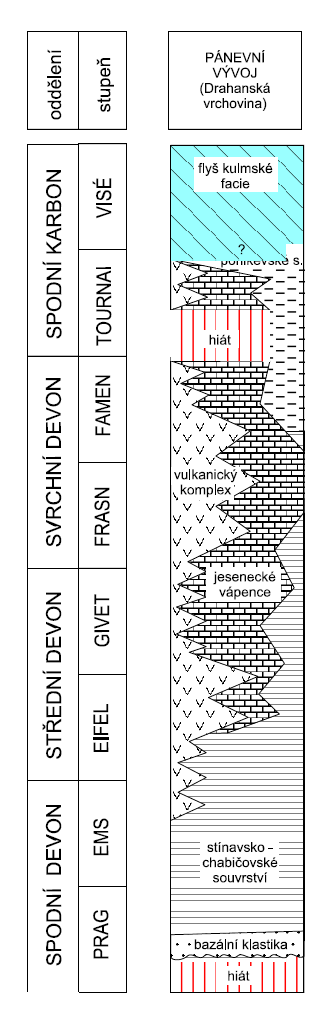 oddělení
stupeň
PÁNEVNÍ
VÝVOJ
(Drahanská
vrchovina)
SPODNÍ KARBON
VISÉ
TOURNAI
SVRCHNÍ DEVON
FAMEN
FRASN
STŘEDNÍ DEVON
GIVET
EIFEL
SPODNÍ DEVON
EMS
PRAG
flyš kulmské
facie
?
ponikevské s.
hiát
vulkanický
komplex
jesenecké
vápence
stínavsko –
chabičovské
souvrství
bazální klastika
hiát